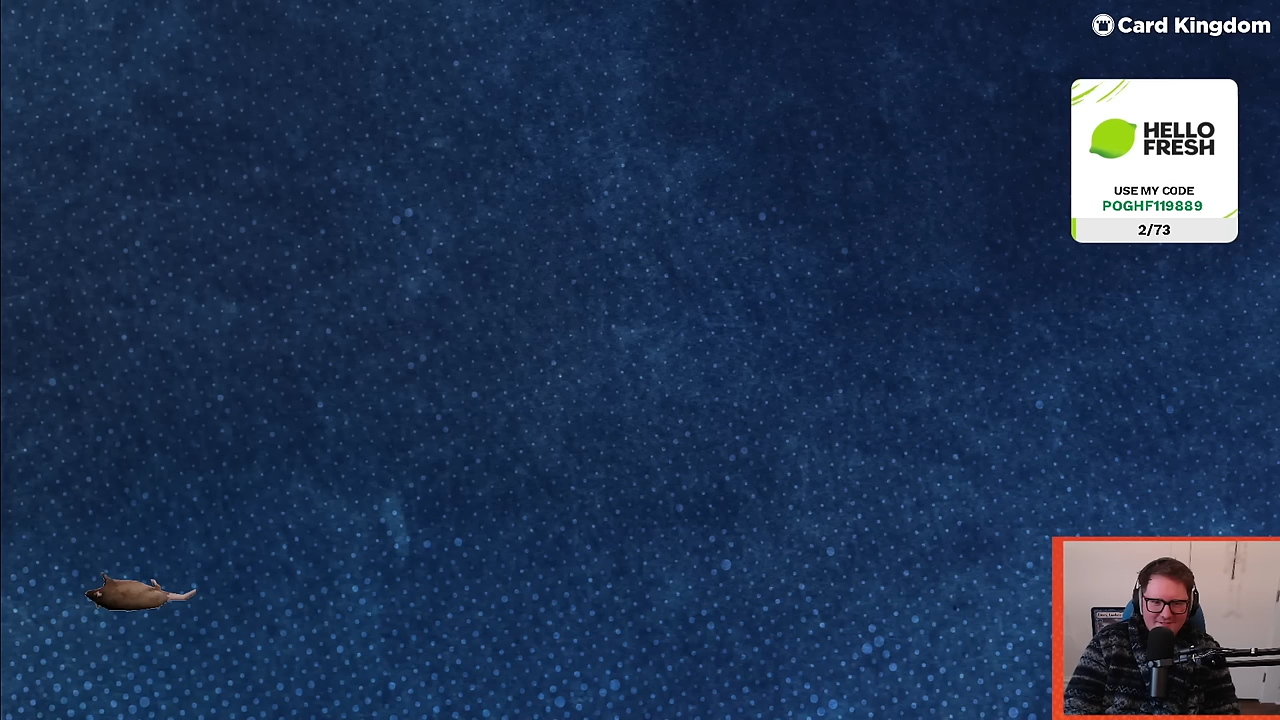 Card Kingdom
HELLO
FRESH
USE MY CODE
POGHF119889
2/73